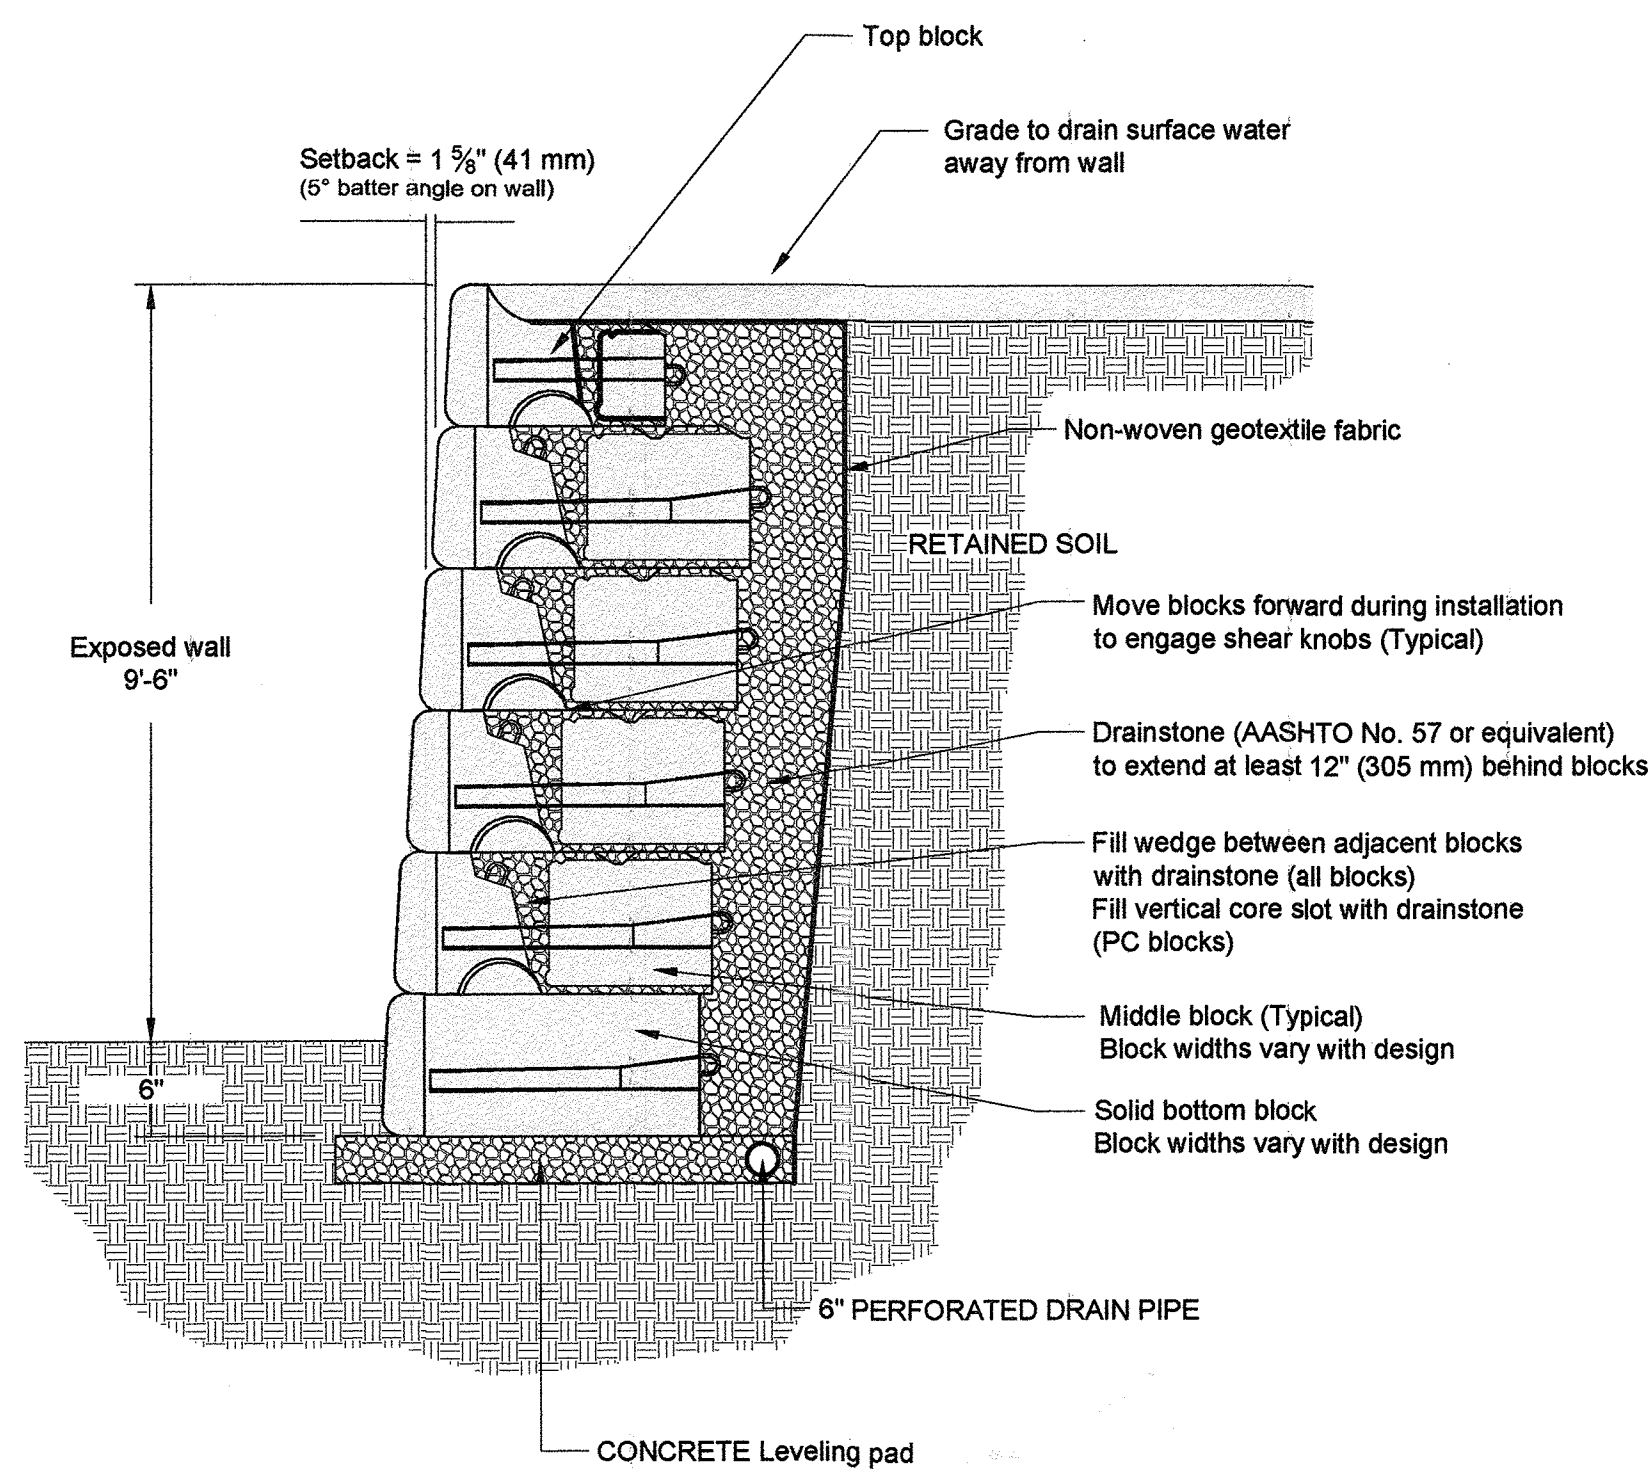 Top block
Grade to drain surface water
away from wall
Setback = 1 ⅝" (41 mm)
(5° batter angle on wall)
Non-woven geotextile fabric
RETAINED SOIL
Move blocks forward during installation
to engage shear knobs (Typical)
Exposed wall
9'-6"
Drainstone (AASHTO No. 57 or equivalent)
to extend at least 12" (305 mm) behind blocks
Fill wedge between adjacent blocks
with drainstone (all blocks)
Fill vertical core slot with drainstone
(PC blocks)
Middle block (Typical)
Block widths vary with design
6"
Solid bottom block
Block widths vary with design
6" PERFORATED DRAIN PIPE
CONCRETE Leveling pad